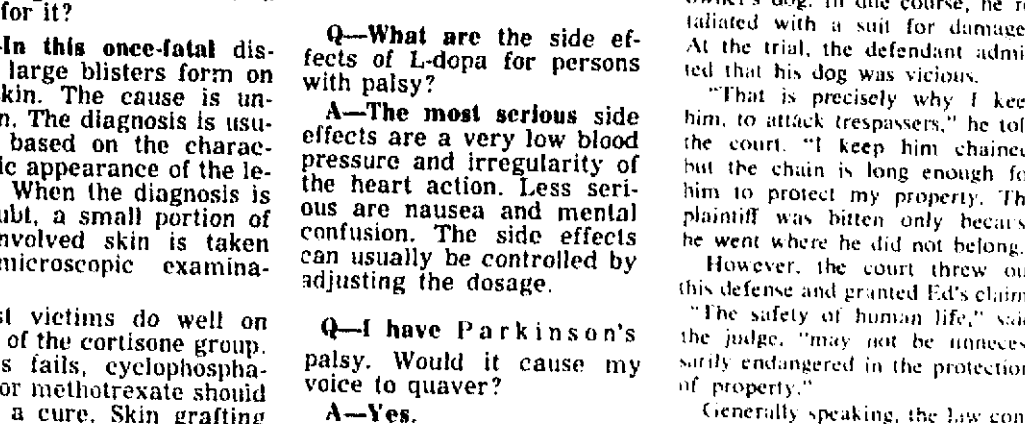 for it?
In this once-fatal dis-
large blisters form on
kin. The cause is un-
n. The diagnosis is usu-
based on the charac-
ic appearance of the le-
When the diagnosis is
ubt, a small portion of
nvolved skin is taken
microscopic examina-
st victims do well on
of the cortisone group.
s fails, cyclophospha-
or methotrexate should
a cure. Skin grafting
Q—What are the side ef-
fects of L-dopa for persons
with palsy?
A—The most serious side
effects are a very low blood
pressure and irregularity of
the heart action. Less seri-
ous are nausea and mental
confusion. The side effects
can usually be controlled by
adjusting the dosage.
Q—I have Parkinson's
palsy. Would it cause my
voice to quaver?
A—Yes.
owner's dog. In due course, he re
taliated with a suit for damage
At the trial, the defendant admi
ted that his dog was vicious.
"That is precisely why I kee
him, to attack trespassers," he tol
the court. "I keep him chained
but the chain is long enough fo
him to protect my property. Th
plaintiff was bitten only becaus
he went where he did not belong.
However, the court threw ou
this defense and granted Ed's claim
"The safety of human life," sai
the judge, "may not be unneces
sarily endangered in the protection
of property."
Generally speaking, the law con